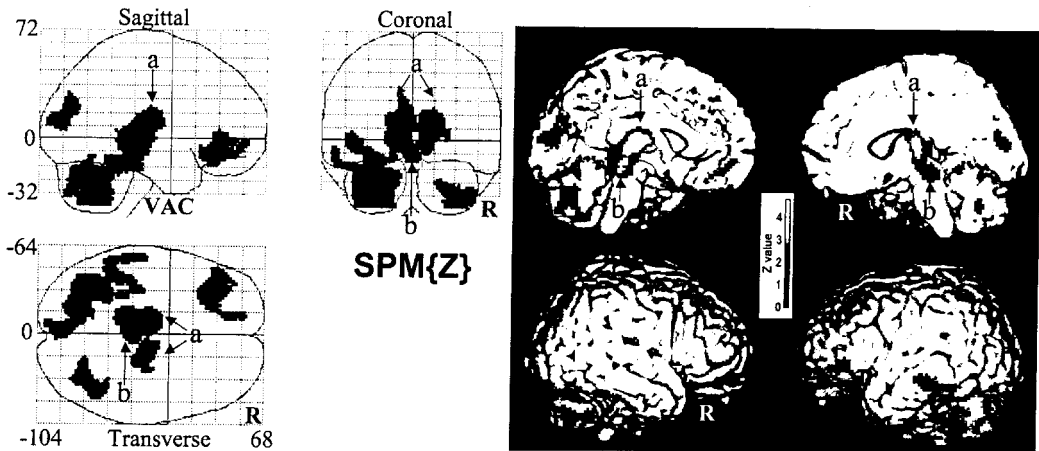 Sagittal
72
a
0
-32
VAC
Coronal
a
b
R
SPM{Z}
-64
0
a
b
R
-104
Transverse
68
a
b
a
b
R
Z value
4
3
2
1
0
R